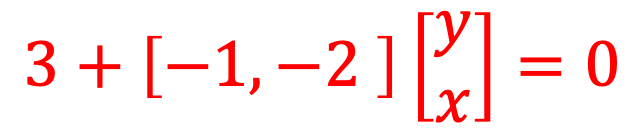 3 + [−1, −2 ] [y x] = 0